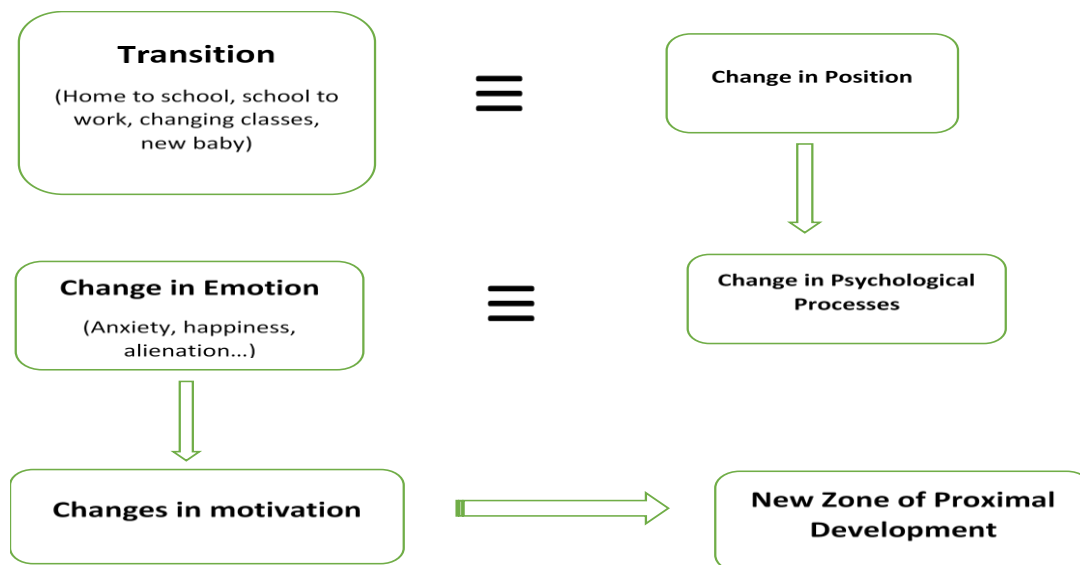 Transition
(Home to school, school to
work, changing classes,
new baby)
Change in Position
Change in Emotion
(Anxiety, happiness,
alienation...)
Change in Psychological
Processes
Changes in motivation
New Zone of Proximal
Development